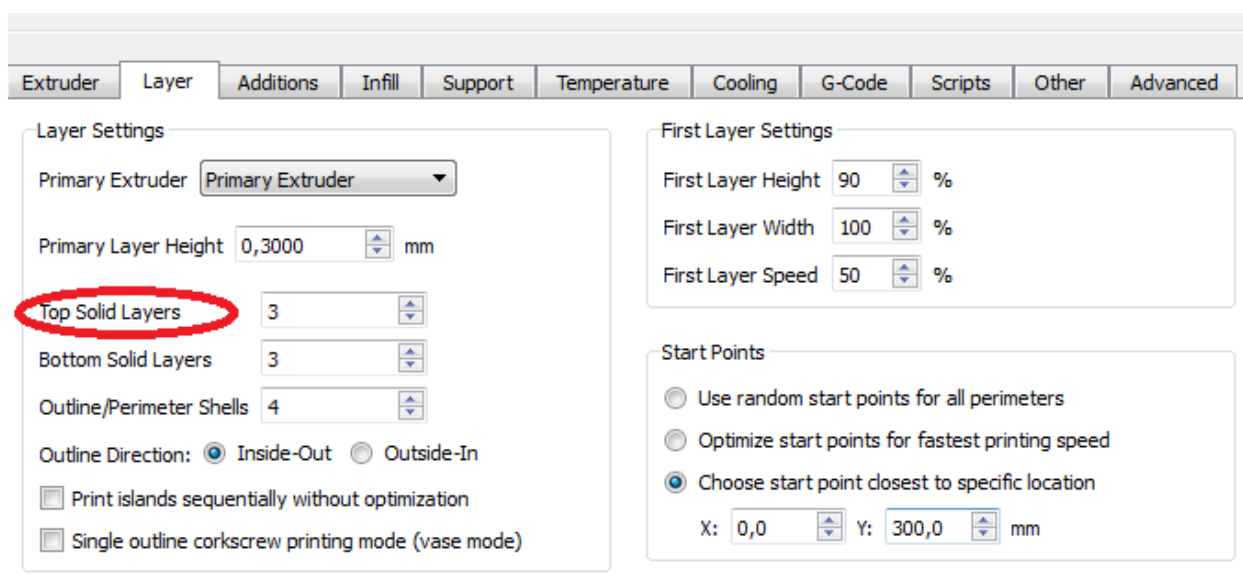 Extruder Layer Additions Infill Support Temperature Cooling G-Code Scripts Other Advanced
Layer Settings
Primary Extruder Primary Extruder
Primary Layer Height 0,3000 mm
Top Solid Layers 3
Bottom Solid Layers 3
Outline/Perimeter Shells 4
Outline Direction: Inside-Out Outside-In
Print islands sequentially without optimization
Single outline corkscrew printing mode (vase mode)
First Layer Settings
First Layer Height 90 %
First Layer Width 100 %
First Layer Speed 50 %
Start Points
Use random start points for all perimeters
Optimize start points for fastest printing speed
Choose start point closest to specific location
X: 0,0 Y: 300,0 mm